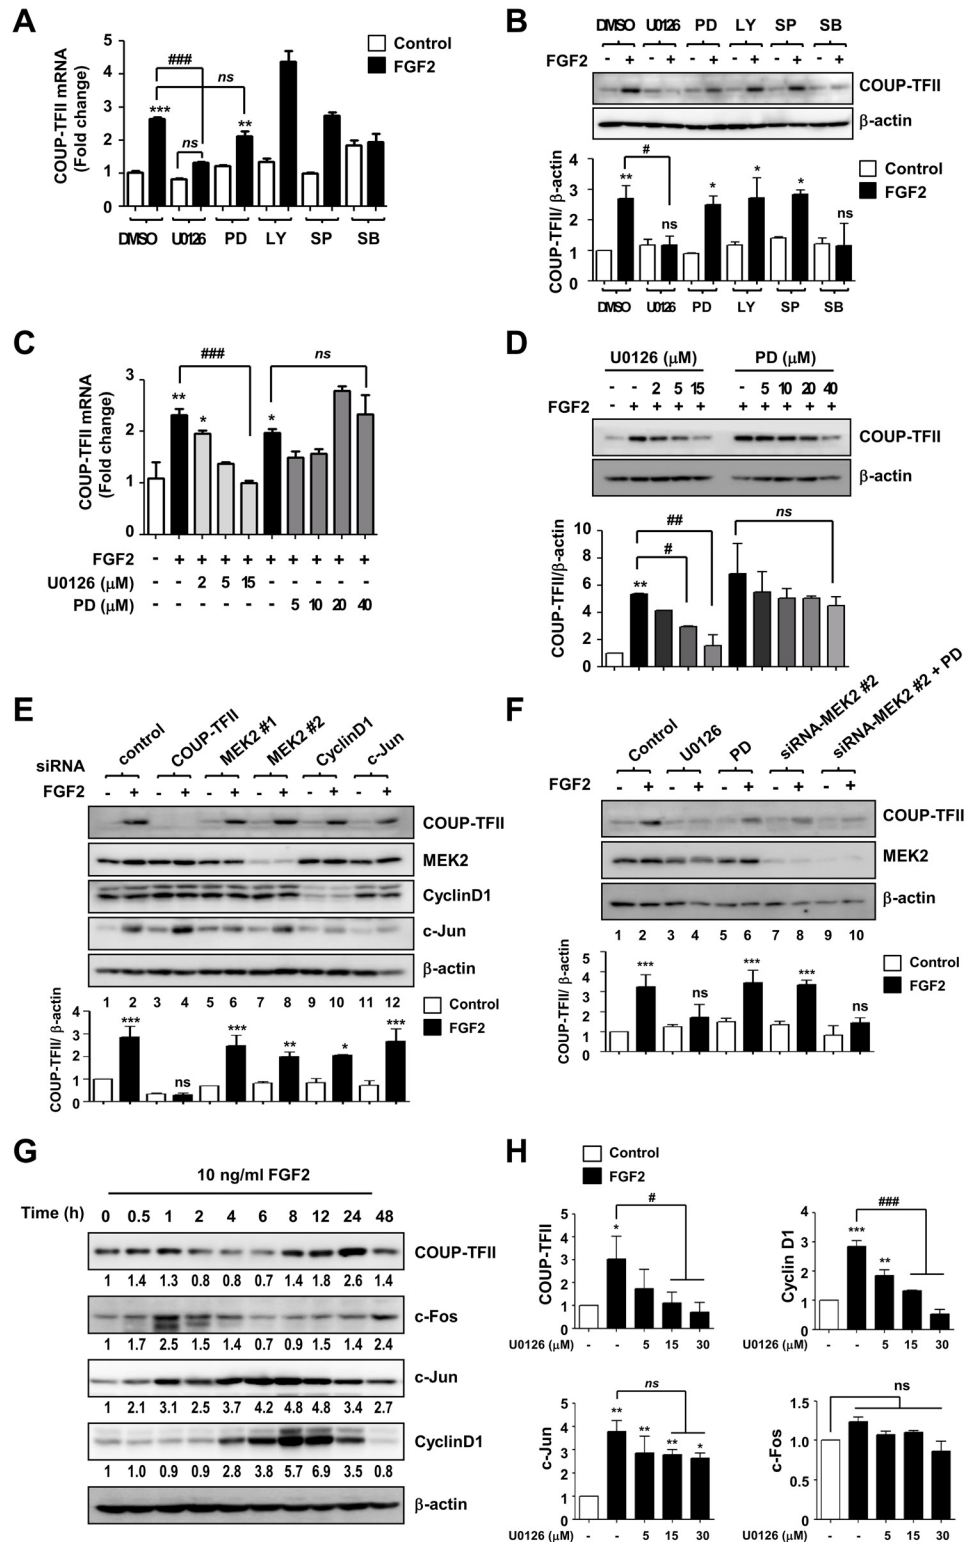 A
COUP-TFII mRNA
(Fold change)
5
4
3
2
1
0
Control
FGF2
***
###
ns
ns
**
DMSO U0126 PD LY SP SB
B
DMSO U0126 PD LY SP SB
FGF2 - + - + - + - + - + - +
COUP-TFII
β-actin
COUP-TFII/ β-actin
4
3
2
1
0
Control
FGF2
**
#
ns
*
*
*
ns
DMSO U0126 PD LY SP SB
C
COUP-TFII mRNA
(Fold change)
3
2
1
0
###
ns
**
*
*
- + + + + + + + + + FGF2
- - 2 5 15 - - - - - U0126 (μM)
- - - - - - 5 10 20 40 PD (μM)
D
U0126 (μM) PD (μM)
- - 2 5 15 - 5 10 20 40
FGF2 - + + + + + + + + +
COUP-TFII
β-actin
COUP-TFII/β-actin
10
8
6
4
2
0
##
#
**
ns
E
siRNA control COUP-TFII MEK2 #1 MEK2 #2 CyclinD1 c-Jun
FGF2 - + - + - + - + - + - +
COUP-TFII
MEK2
CyclinD1
c-Jun
β-actin
1 2 3 4 5 6 7 8 9 10 11 12
Control
FGF2
COUP-TFII/ β-actin
4
3
2
1
0
***
ns
***
**
*
***
F
Control U0126 PD siRNA-MEK2 #2 siRNA-MEK2 #2 + PD
FGF2 - + - + - + - + - +
COUP-TFII
MEK2
β-actin
1 2 3 4 5 6 7 8 9 10
Control
FGF2
COUP-TFII/ β-actin
5
4
3
2
1
0
***
ns
***
***
ns
G
10 ng/ml FGF2
Time (h) 0 0.5 1 2 4 6 8 12 24 48
COUP-TFII
1 1.4 1.3 0.8 0.8 0.7 1.4 1.8 2.6 1.4
c-Fos
1 1.7 2.5 1.5 1.4 0.7 0.9 1.5 1.4 2.4
c-Jun
1 2.1 3.1 2.5 3.7 4.2 4.8 4.8 3.4 2.7
CyclinD1
1 1.0 0.9 0.9 2.8 3.8 5.7 6.9 3.5 0.8
β-actin
H
Control
FGF2
COUP-TFII
5
4
3
2
1
0
*
#
U0126 (μM) - - 5 15 30
Cyclin D1
4
3
2
1
0
***
**
###
U0126 (μM) - - 5 15 30
c-Jun
5
4
3
2
1
0
ns
**
**
**
*
U0126 (μM) - - 5 15 30
c-Fos
1.5
1.0
0.5
0
ns
U0126 (μM) - - 5 15 30